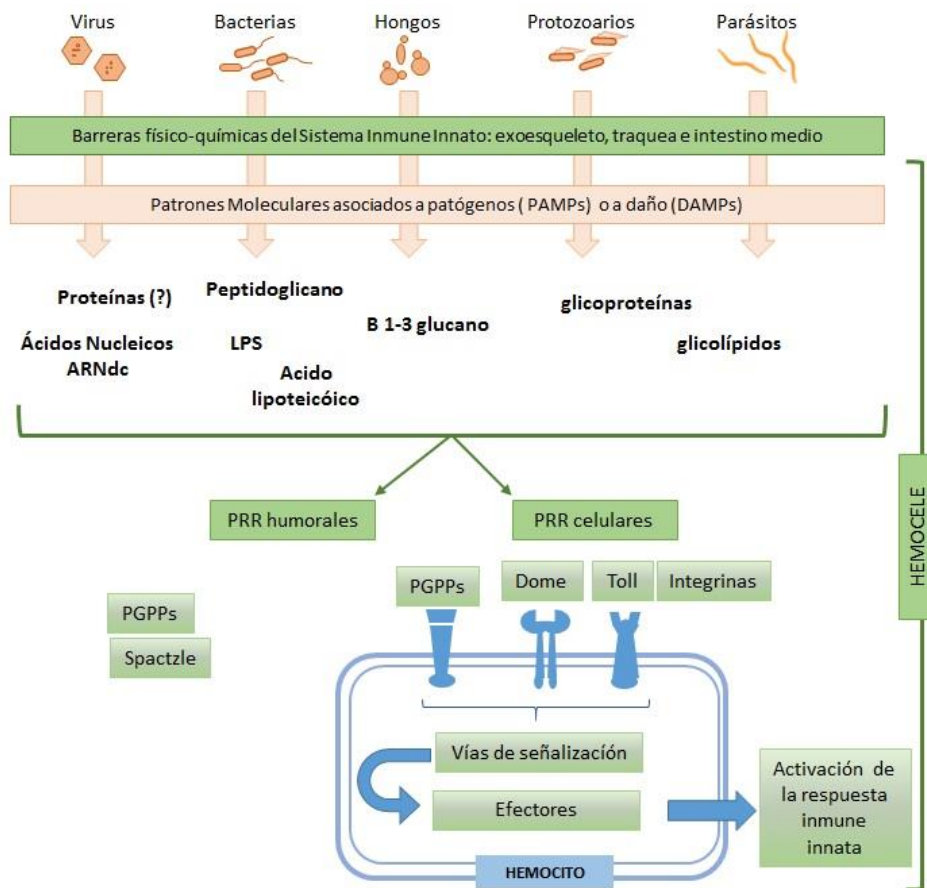 Virus
Bacterias
Hongos
Protozoarios
Parásitos
Barreras físico-químicas del Sistema Inmune Innato: exoesqueleto, traquea e intestino medio
Patrones Moleculares asociados a patógenos ( PAMPs) o a daño (DAMPs)
Proteínas (?)
Ácidos Nucleicos
ARNdc
Peptidoglicano
LPS
Acido
lipoteicóico
B 1-3 glucano
glicoproteínas
glicolípidos
HEMOCELE
PRR humorales
PRR celulares
PGPPs
Spactzle
PGPPs
Dome
Toll
Integrinas
Vías de señalización
Efectores
HEMOCITO
Activación de
la respuesta
inmune
innata